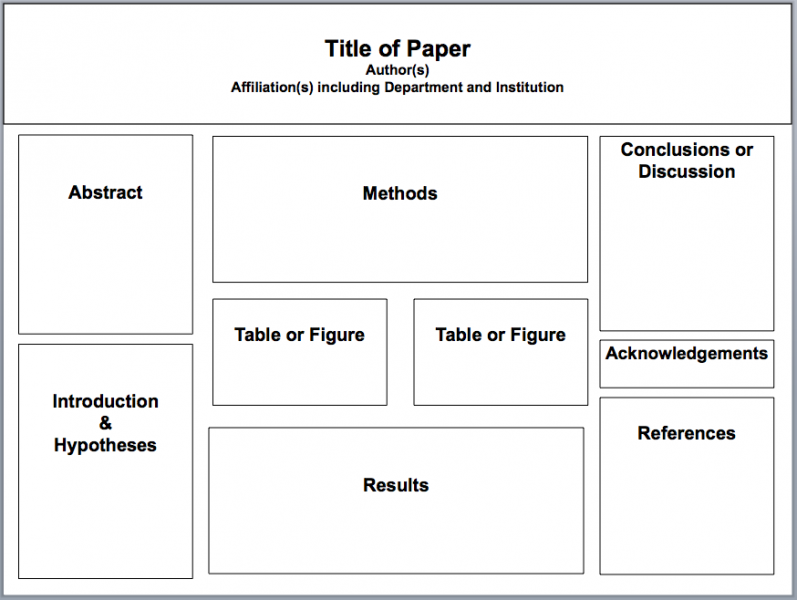 Title of Paper
Author(s)
Affiliation(s) including Department and Institution
Abstract
Introduction
&
Hypotheses
Methods
Table or Figure
Table or Figure
Results
Conclusions or
Discussion
Acknowledgements
References